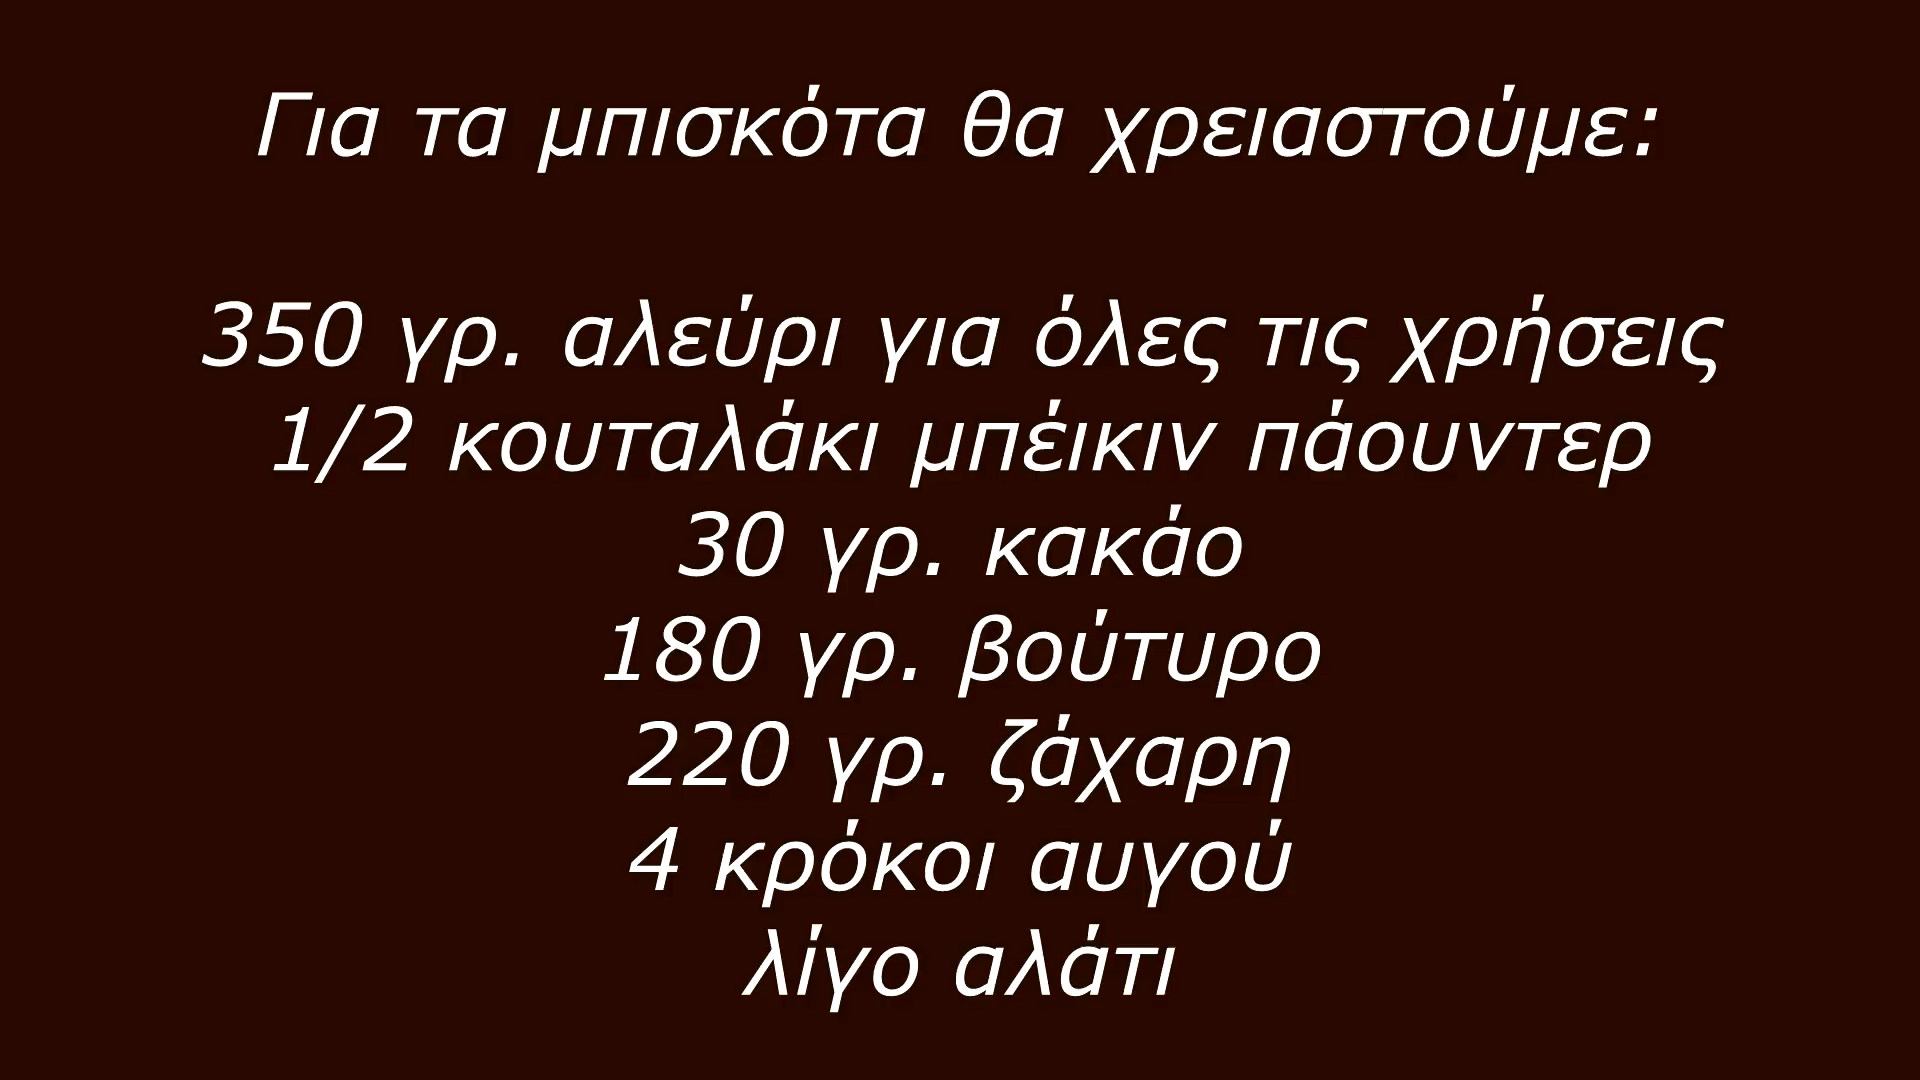 Για τα μπισκότα θα χρειαστούμε:
350 γρ. αλεύρι για όλες τις χρήσεις
1/2 κουταλάκι μπέικιν πάουντερ
30 γρ. κακάο
180 γρ. βούτυρο
220 γρ. ζάχαρη
4 κρόκοι αυγού
λίγο αλάτι